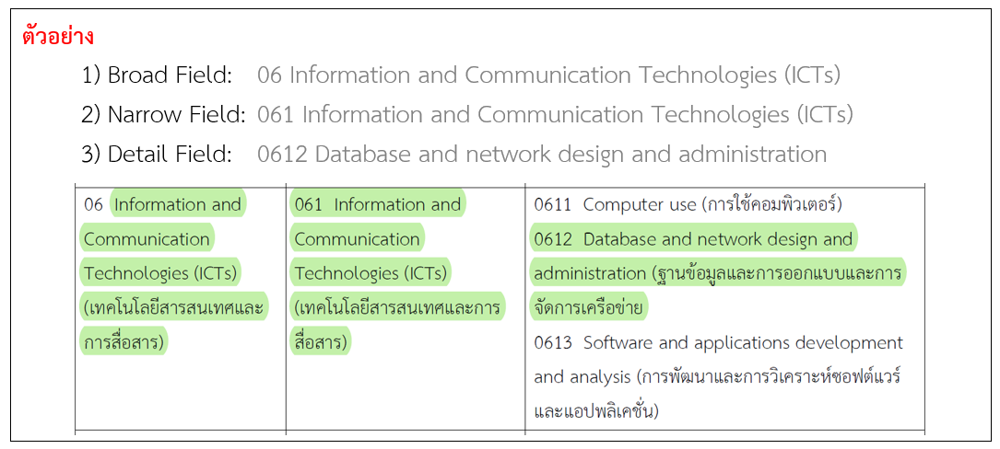 ตัวอย่าง
1) Broad Field: 06 Information and Communication Technologies (ICTs)
2) Narrow Field: 061 Information and Communication Technologies (ICTs)
3) Detail Field: 0612 Database and network design and administration
06 Information and
Communication
Technologies (ICTs)
(เทคโนโลยีสารสนเทศและ
การสื่อสาร)
061 Information and
Communication
Technologies (ICTs)
(เทคโนโลยีสารสนเทศและการ
สื่อสาร)
0611 Computer use (การใช้คอมพิวเตอร์)
0612 Database and network design and
administration (ฐานข้อมูลและการออกแบบและการ
จัดการเครือข่าย
0613 Software and applications development
and analysis (การพัฒนาและการวิเคราะห์ซอฟต์แวร์
และแอปพลิเคชั่น)